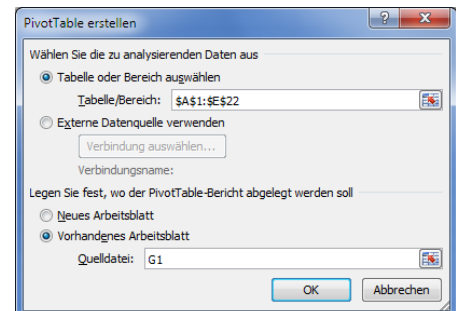 PivotTable erstellen
Wählen Sie die zu analysierenden Daten aus
Tabelle oder Bereich auswählen
Tabelle/Bereich: $A$1:$E$22
Externe Datenquelle verwenden
Verbindung auswählen...
Verbindungsname:
Legen Sie fest, wo der PivotTable-Bericht abgelegt werden soll
Neues Arbeitsblatt
Vorhandenes Arbeitsblatt
Quelldatei: G1
OK Abbrechen